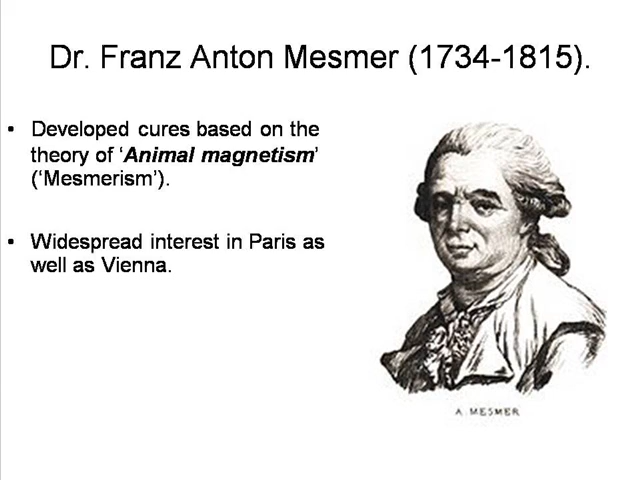 Dr. Franz Anton Mesmer (1734-1815).
• Developed cures based on the
theory of ‘Animal magnetism’
(‘Mesmerism’).
• Widespread interest in Paris as
well as Vienna.
A. MESMER